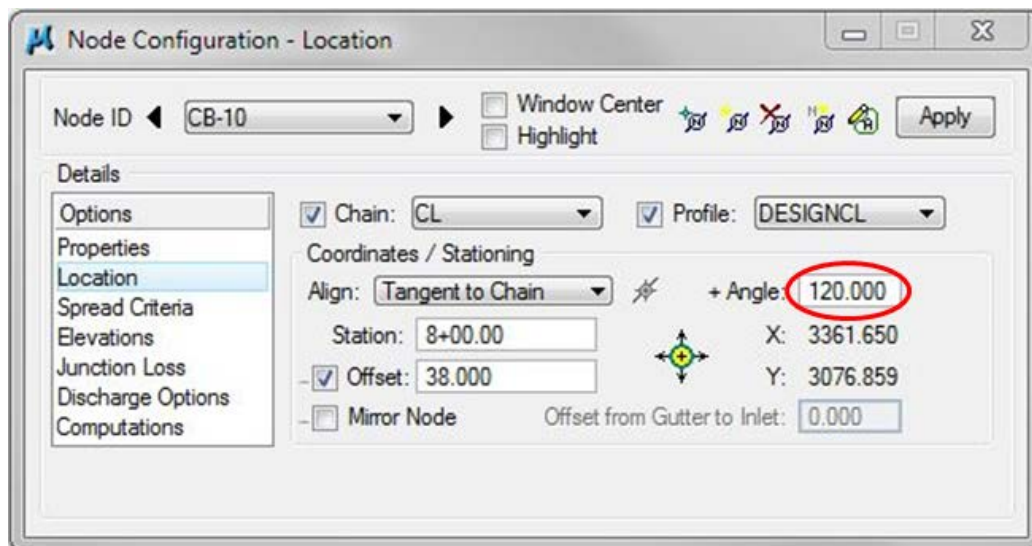 Node Configuration - Location
Node ID CB-10 Window Center Apply
Highlight
Details
Options
Properties
Location
Spread Criteria
Elevations
Junction Loss
Discharge Options
Computations
Chain: CL Profile: DESIGNCL
Coordinates / Stationing
Align: Tangent to Chain + Angle: 120.000
Station: 8+00.00 X: 3361.650
Offset: 38.000 Y: 3076.859
Mirror Node Offset from Gutter to Inlet: 0.000